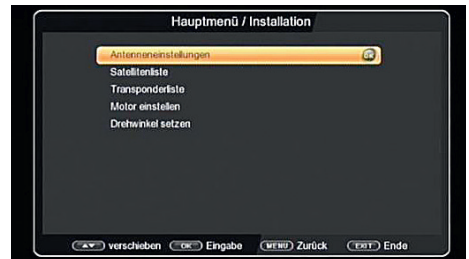 Hauptmenü / Installation
Antenneneinstellungen
Satellitenliste
Transponderliste
Motor einstellen
Drehwinkel setzen
verschieben OK Eingabe MENU Zurück EXIT Ende